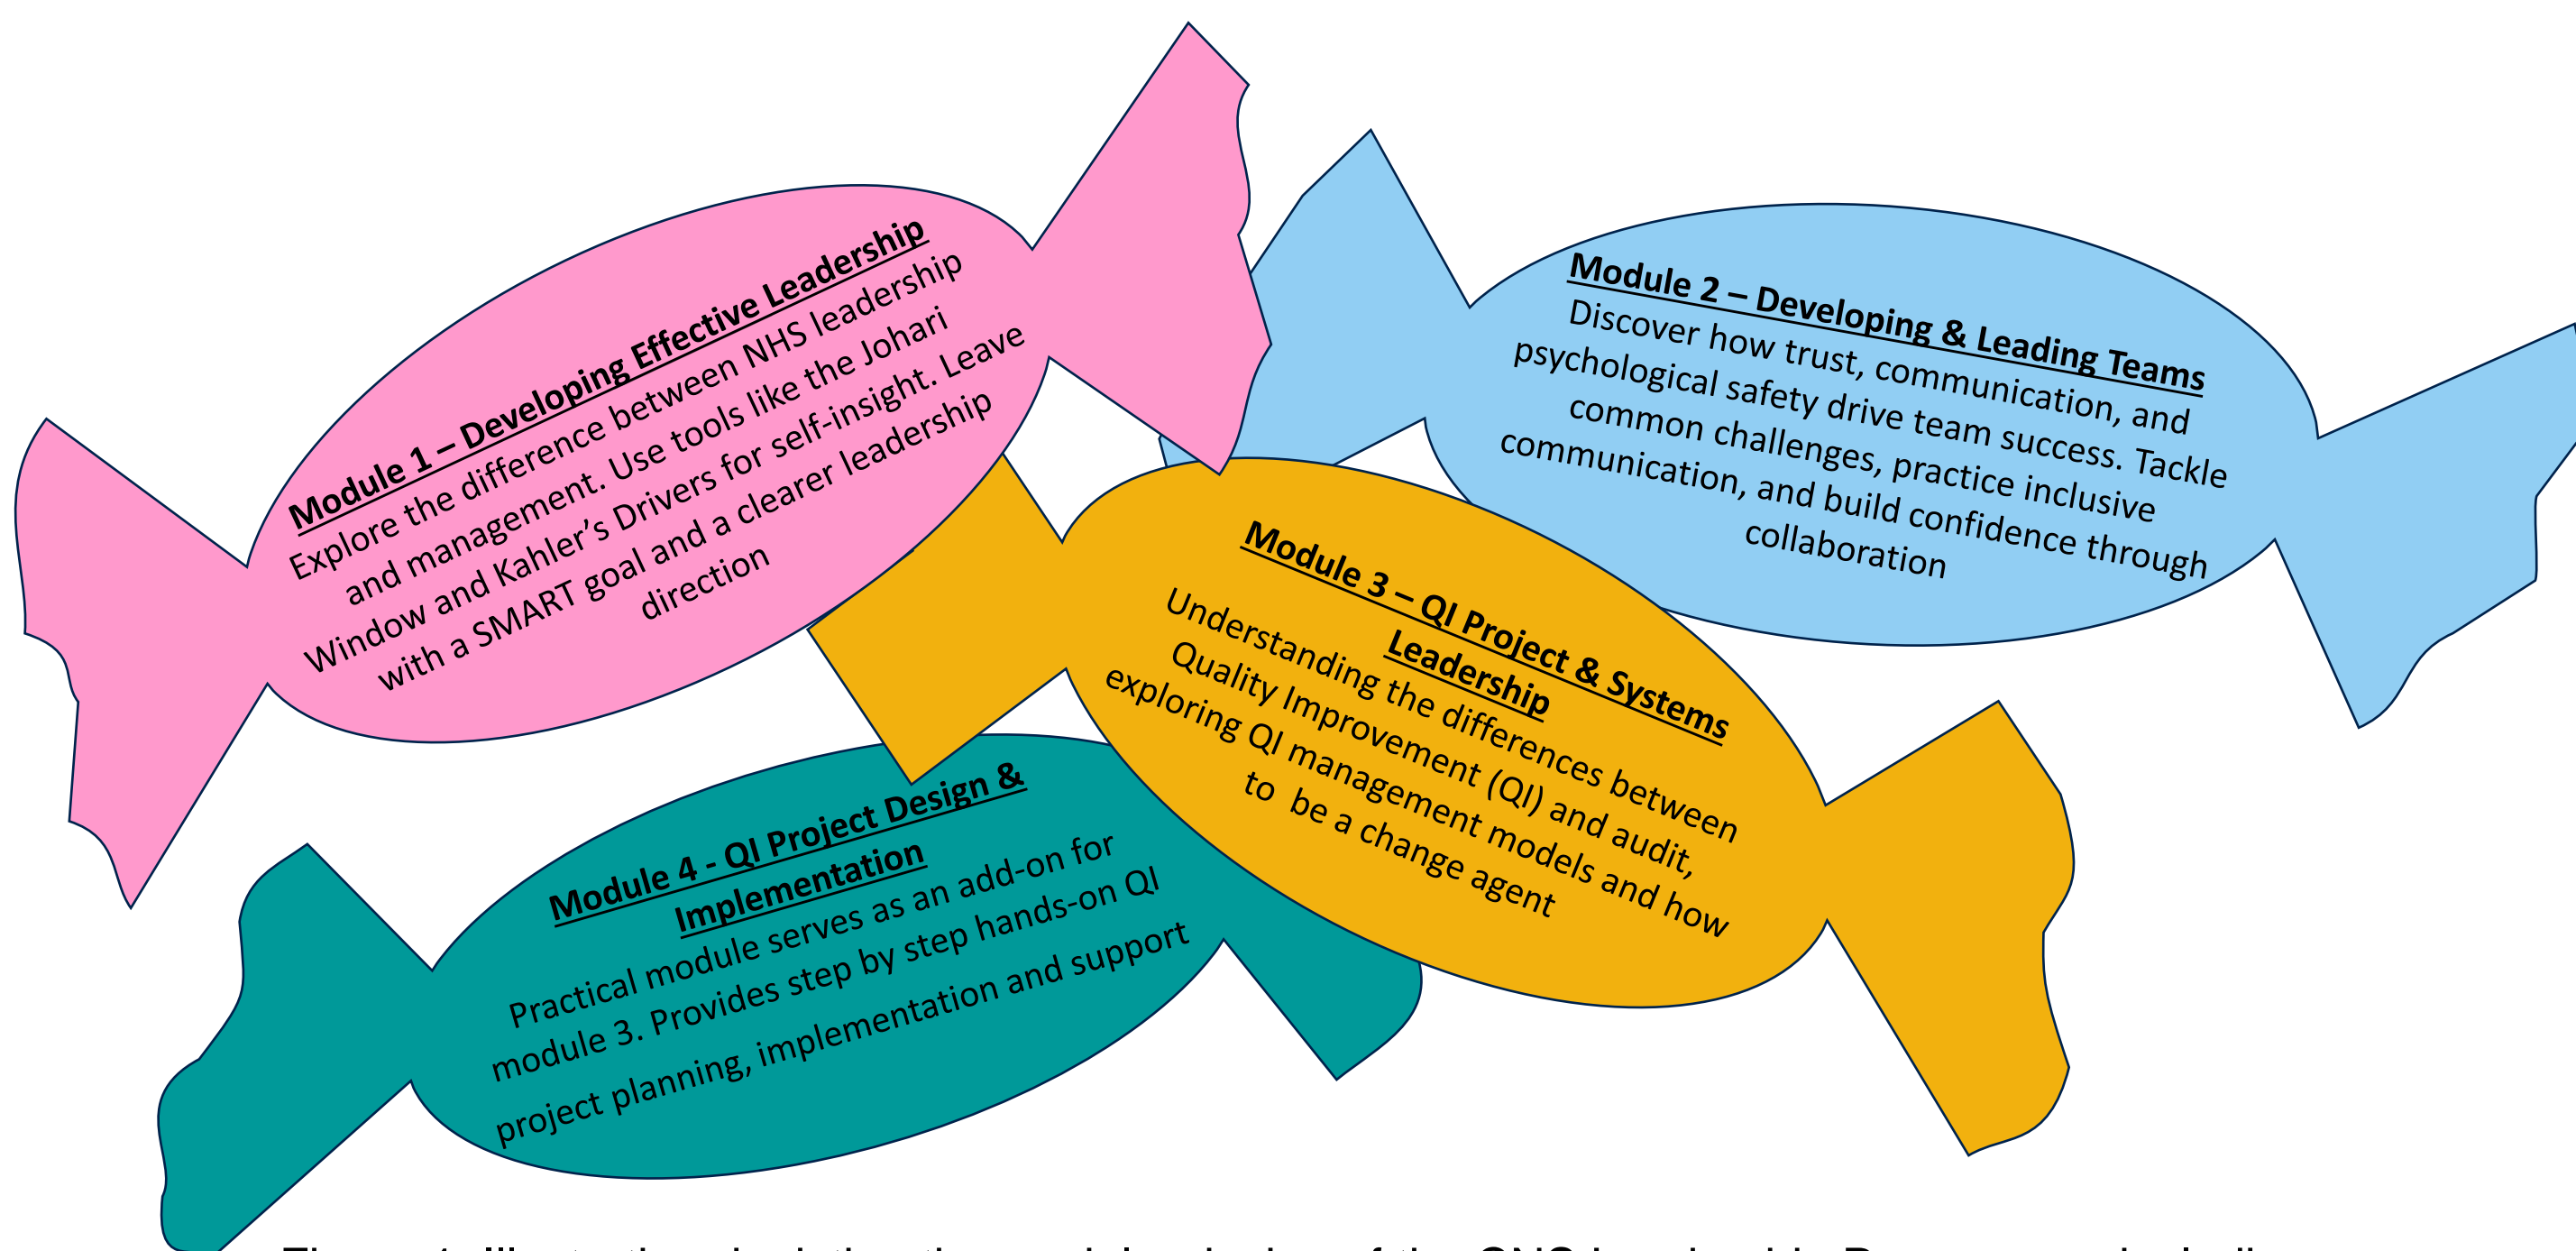 Module 1 – Developing Effective Leadership
Explore the difference between NHS leadership
and management. Use tools like the Johari
Window and Kahler’s Drivers for self-insight. Leave
with a SMART goal and a clearer leadership
direction
Module 2 – Developing & Leading Teams
Discover how trust, communication, and
psychological safety drive team success. Tackle
common challenges, practice inclusive
communication, and build confidence through
collaboration
Module 3 – QI Project & Systems
Leadership
Understanding the differences between
Quality Improvement (QI) and audit,
exploring QI management models and how
to  be a change agent
Module 4 - QI Project Design &
Implementation
Practical module serves as an add-on for
module 3. Provides step by step hands-on QI
project planning, implementation and support